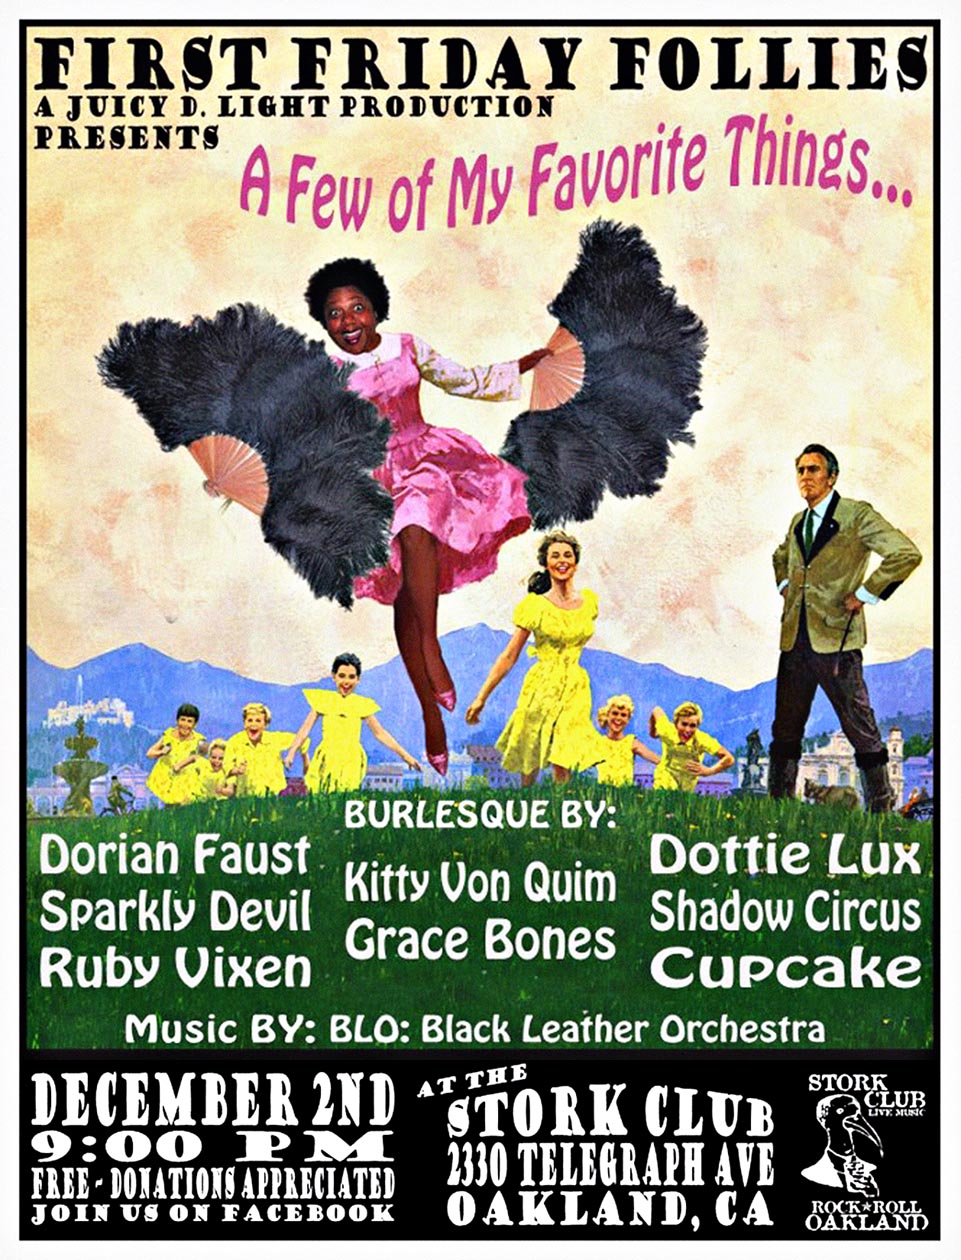 FIRST FRIDAY FOLLIES
A JUICY D. LIGHT PRODUCTION
PRESENTS
A Few of My Favorite Things...
BURLESQUE BY:
Dorian Faust
Sparkly Devil
Ruby Vixen
Kitty Von Quim
Grace Bones
Dottie Lux
Shadow Circus
Cupcake
Music BY: BLO: Black Leather Orchestra
DECEMBER 2ND
9:00 PM
FREE - DONATIONS APPRECIATED
JOIN US ON FACEBOOK
AT THE
STORK CLUB
2330 TELEGRAPH AVE
OAKLAND, CA
STORK
CLUB
LIVE MUSIC
ROCK★ROLL
OAKLAND